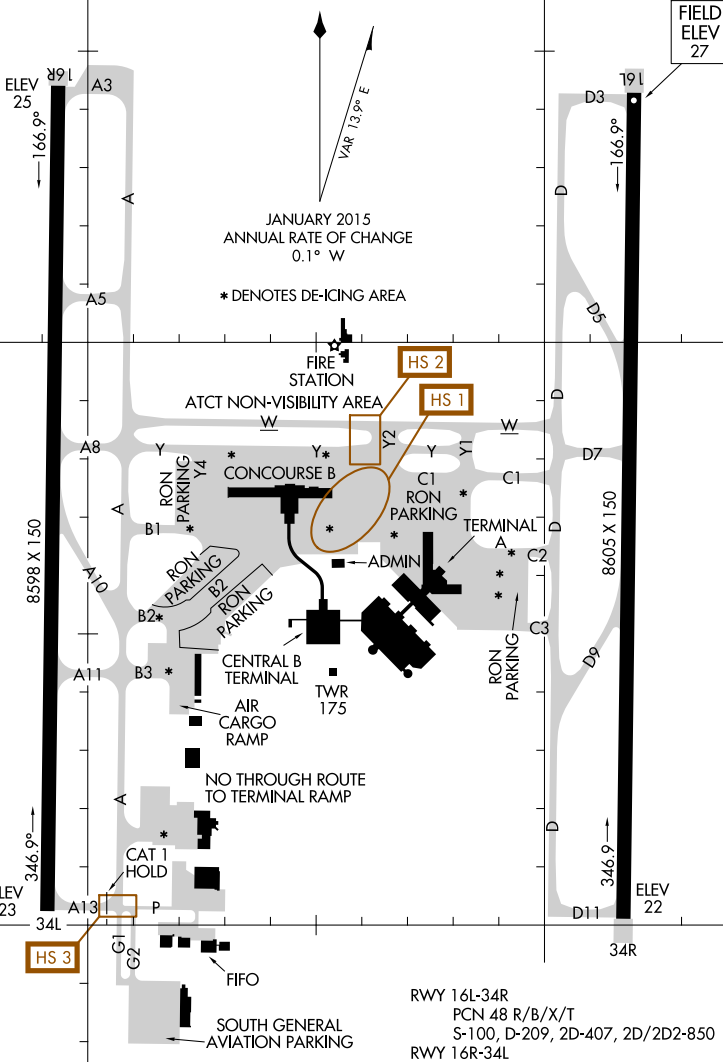 FIELD
ELEV
27
16R
ELEV
25
A3
166.9°
VAR 13.9° E
16L
D3
166.9°
A
D
JANUARY 2015
ANNUAL RATE OF CHANGE
0.1° W
A5
* DENOTES DE-ICING AREA
D5
FIRE
STATION
HS 2
ATCT NON-VISIBILITY AREA
HS 1
D
W
W
A8
Y
Y
Y2
Y
Y1
D7
RON
PARKING
Y4
CONCOURSE B
C1
C1
RON
PARKING
8598 X 150
A
B1
TERMINAL
A
D
C2
8605 X 150
A10
RON
PARKING
B2
RON
PARKING
ADMIN
B2
C3
RON
PARKING
CENTRAL B
TERMINAL
D9
A11
B3
TWR
175
AIR
CARGO
RAMP
NO THROUGH ROUTE
TO TERMINAL RAMP
A
D
346.9°
346.9
CAT 1
HOLD
ELEV
22
LEV
23
A13
P
D11
34L
34R
HS 3
G1
G2
FIFO
SOUTH GENERAL
AVIATION PARKING
RWY 16L-34R
PCN 48 R/B/X/T
S-100, D-209, 2D-407, 2D/2D2-850
RWY 16R-34L